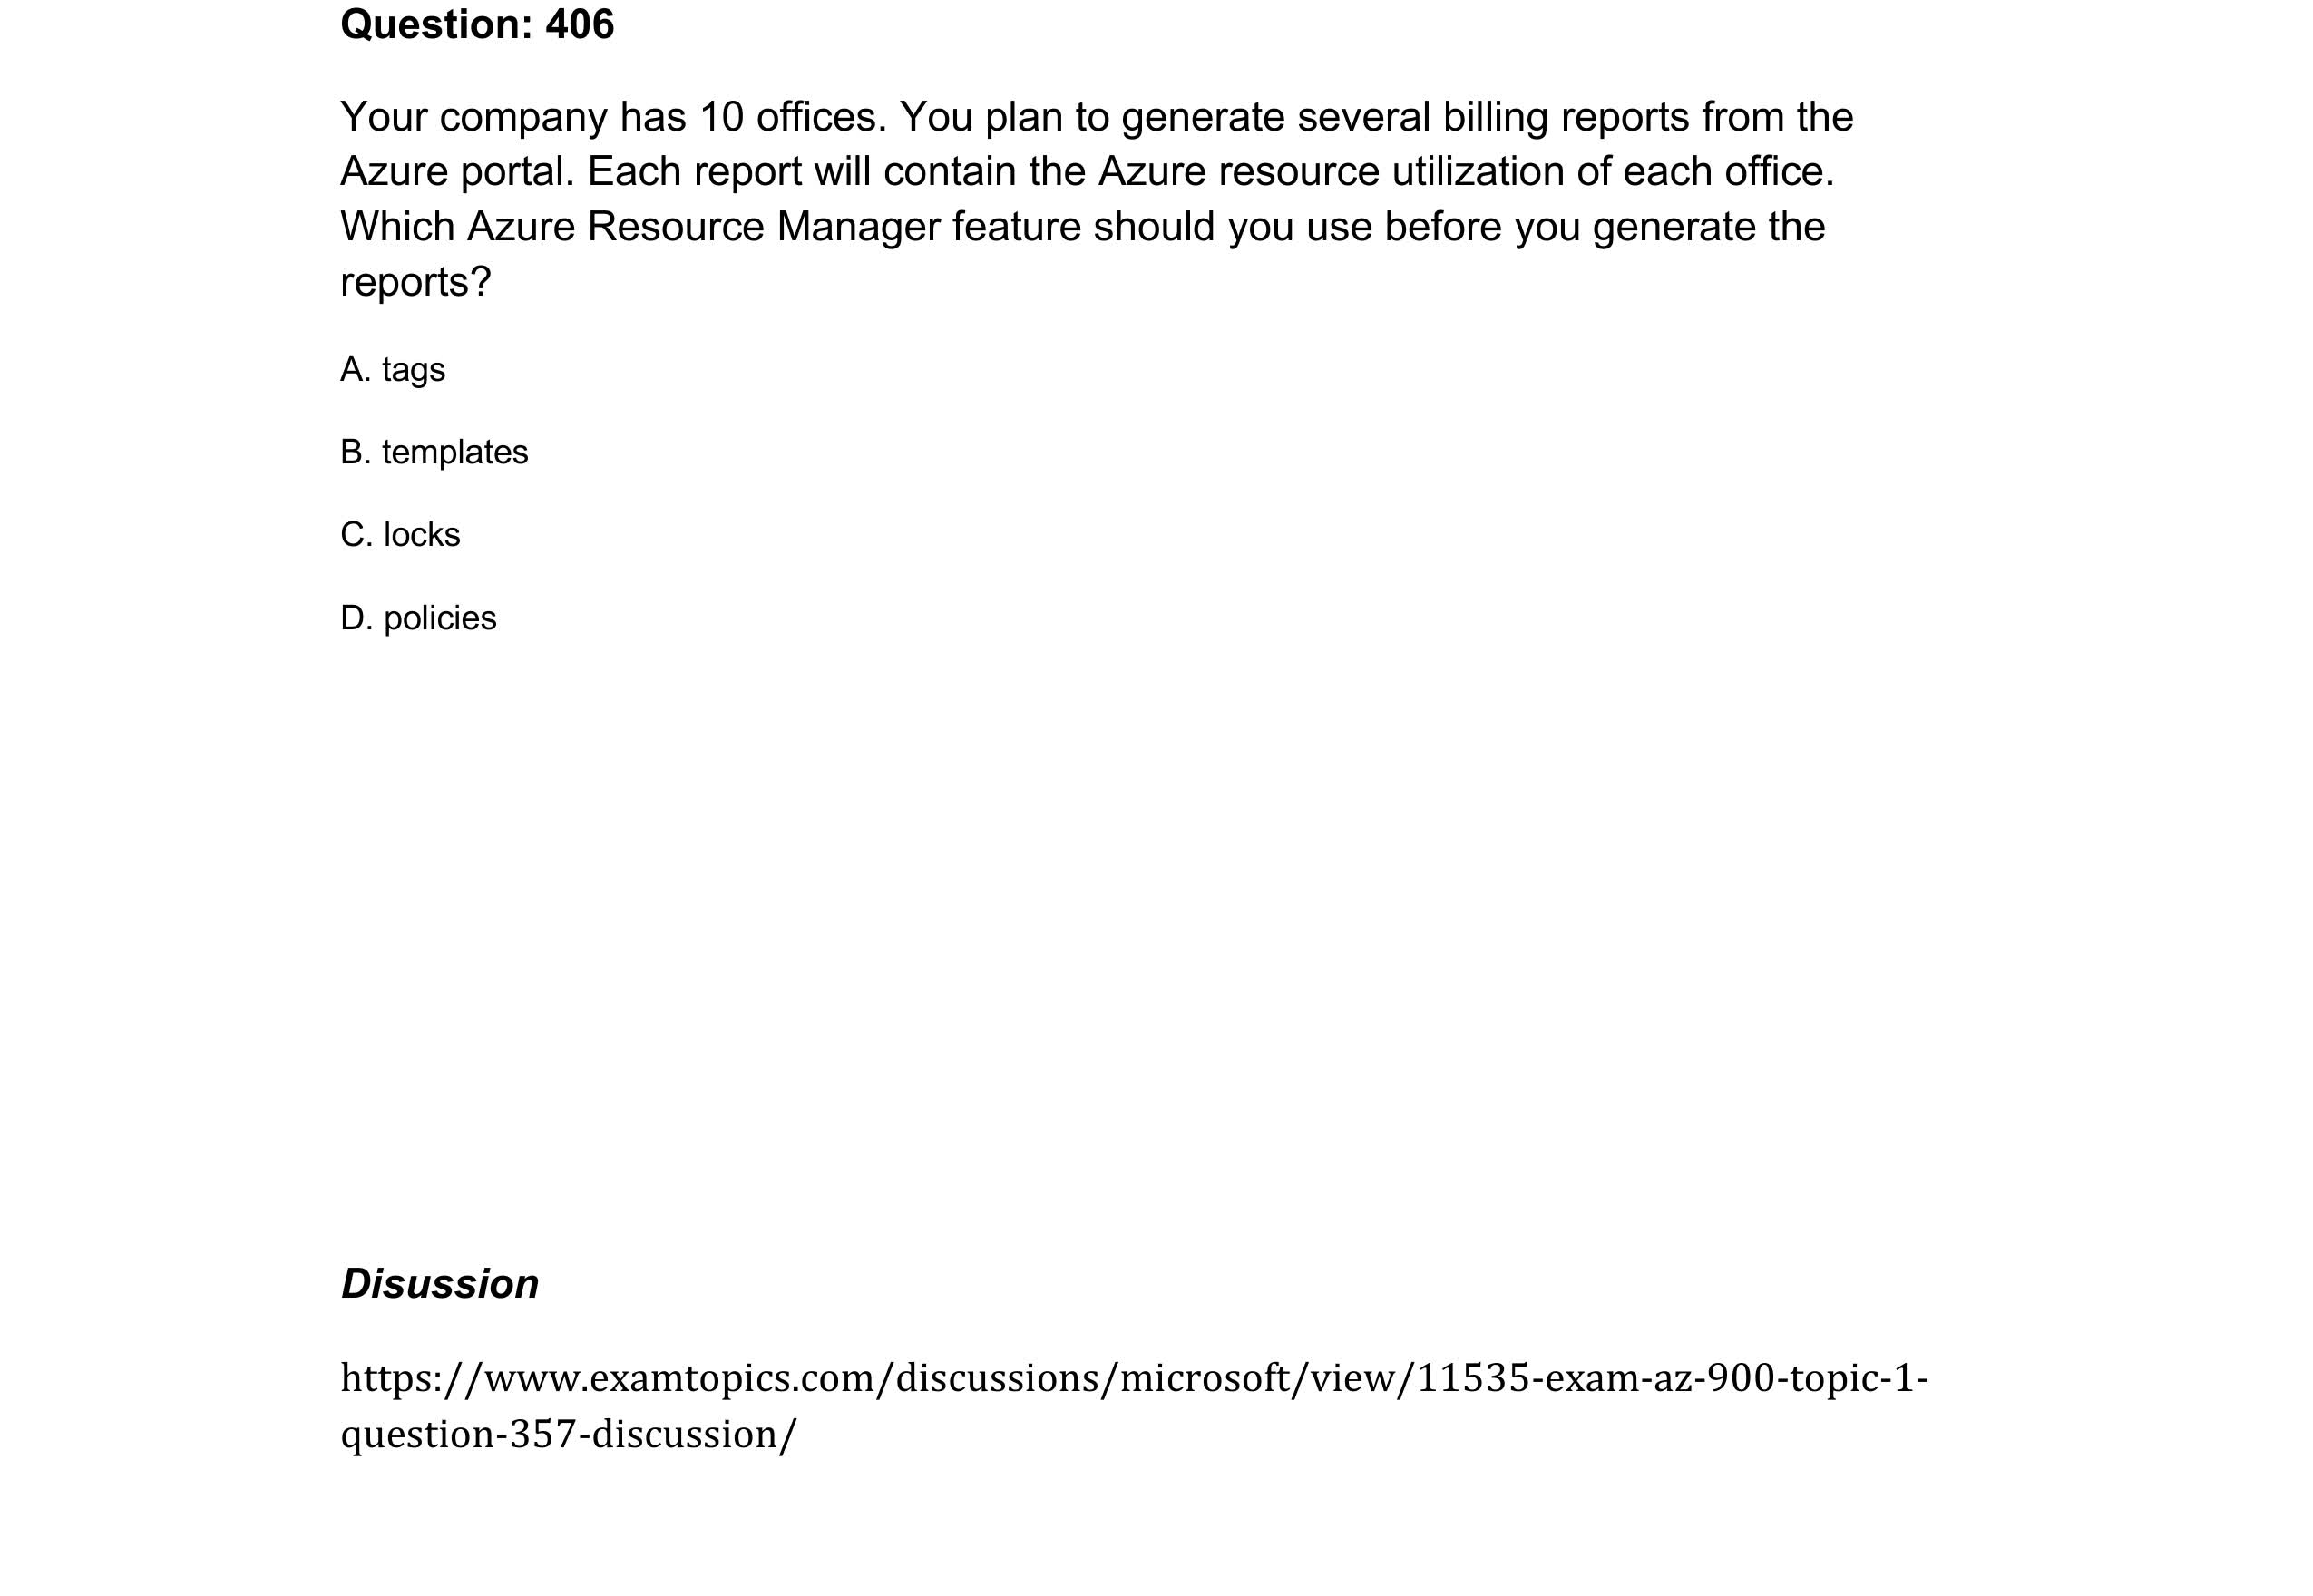 Question: 406
Your company has 10 offices. You plan to generate several billing reports from the
Azure portal. Each report will contain the Azure resource utilization of each office.
Which Azure Resource Manager feature should you use before you generate the
reports?
A. tags
B. templates
C. locks
D. policies
Disussion
https://www.examtopics.com/discussions/microsoft/view/11535-exam-az-900-topic-1-
question-357-discussion/